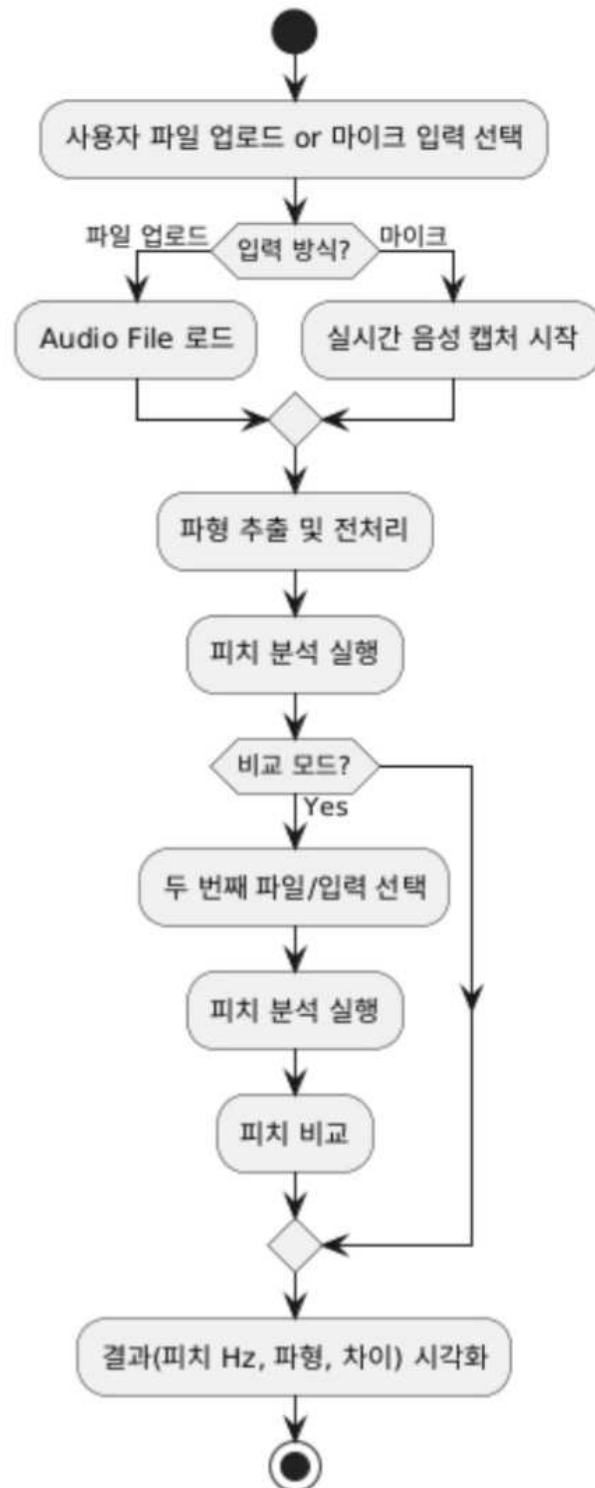 사용자 파일 업로드 or 마이크 입력 선택
파일 업로드
입력 방식?
마이크
Audio File 로드
실시간 음성 캡처 시작
파형 추출 및 전처리
피치 분석 실행
비교 모드?
Yes
두 번째 파일/입력 선택
피치 분석 실행
피치 비교
결과(피치 Hz, 파형, 차이) 시각화